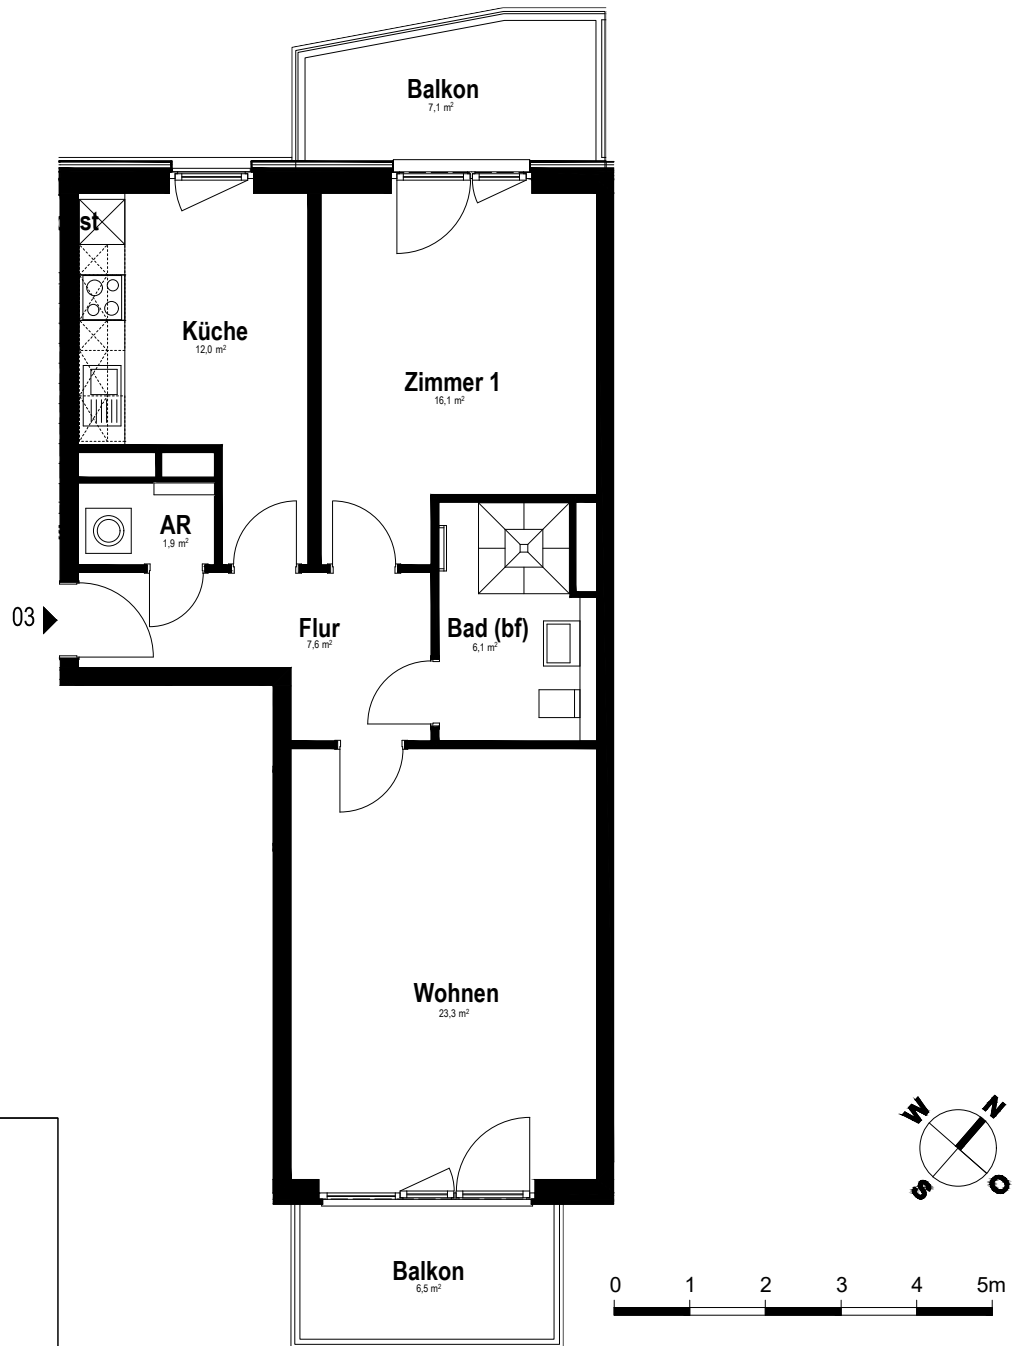 Balkon
7,1 m²
st
Küche
12,0 m²
Zimmer 1
16,1 m²
AR
1,9 m²
03
Flur
7,6 m²
Bad (bf)
6,1 m²
Wohnen
23,3 m²
W
N
S
O
Balkon
6,5 m²
0 1 2 3 4 5m